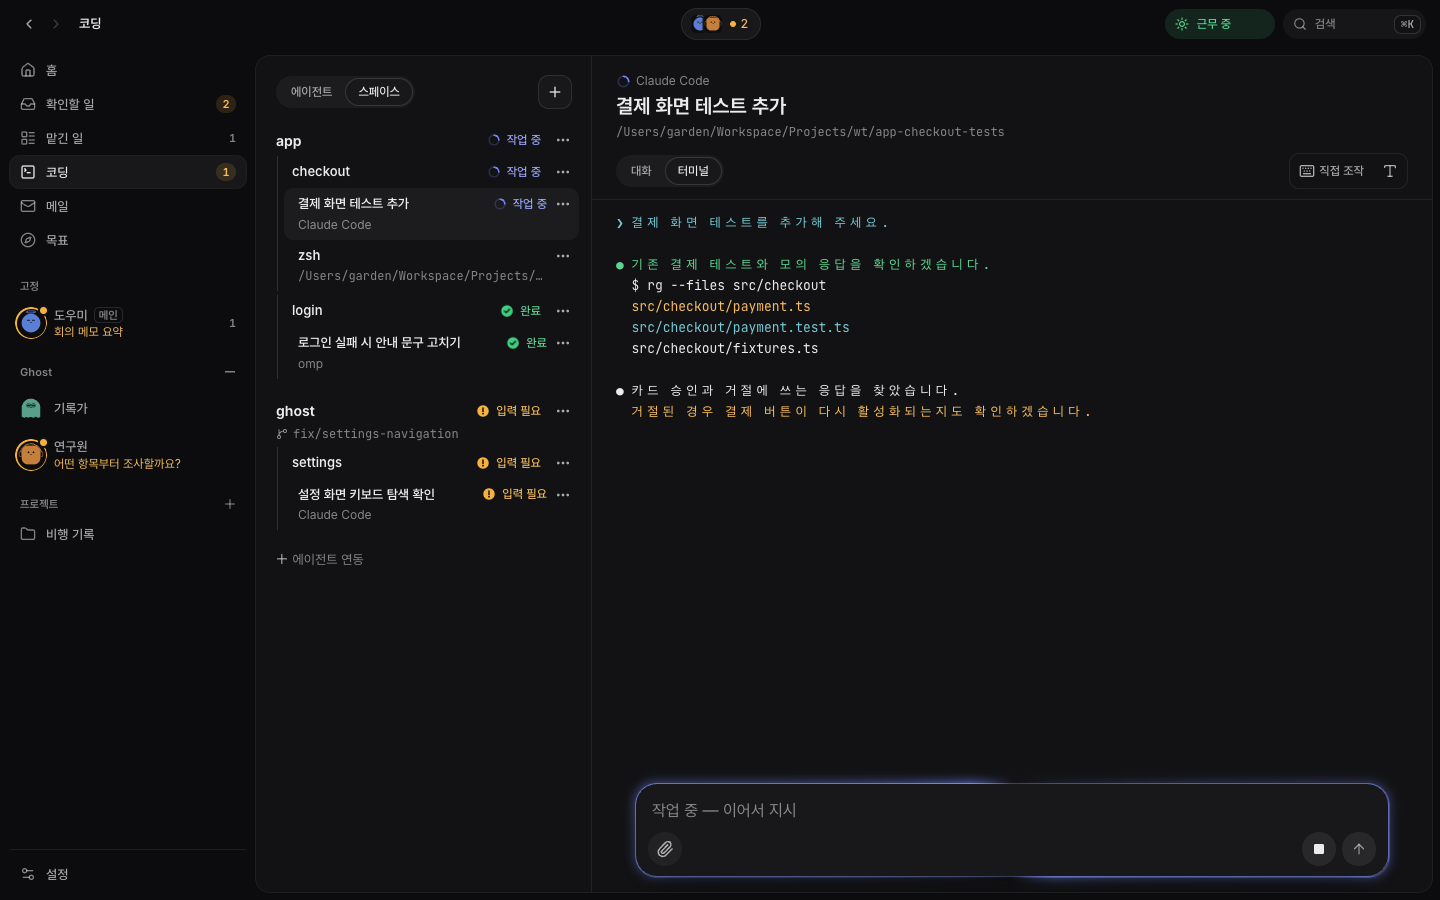 코딩
2
근무 중
검색
⌘K
홈
확인할 일
2
맡긴 일
1
코딩
1
메일
목표
고정
도우미
메인
회의 메모 요약
1
Ghost
기록가
연구원
어떤 항목부터 조사할까요?
프로젝트
비행 기록
설정
에이전트
스페이스
app
작업 중
checkout
작업 중
결제 화면 테스트 추가
작업 중
Claude Code
zsh
/Users/garden/Workspace/Projects/…
login
완료
로그인 실패 시 안내 문구 고치기
완료
omp
ghost
입력 필요
fix/settings-navigation
settings
입력 필요
설정 화면 키보드 탐색 확인
입력 필요
Claude Code
에이전트 연동
Claude Code
결제 화면 테스트 추가
/Users/garden/Workspace/Projects/wt/app-checkout-tests
대화
터미널
직접 조작
❯ 결제 화면 테스트를 추가해 주세요.
● 기존 결제 테스트와 모의 응답을 확인하겠습니다.
$ rg --files src/checkout
src/checkout/payment.ts
src/checkout/payment.test.ts
src/checkout/fixtures.ts
● 카드 승인과 거절에 쓰는 응답을 찾았습니다.
거절된 경우 결제 버튼이 다시 활성화되는지도 확인하겠습니다.
작업 중 — 이어서 지시